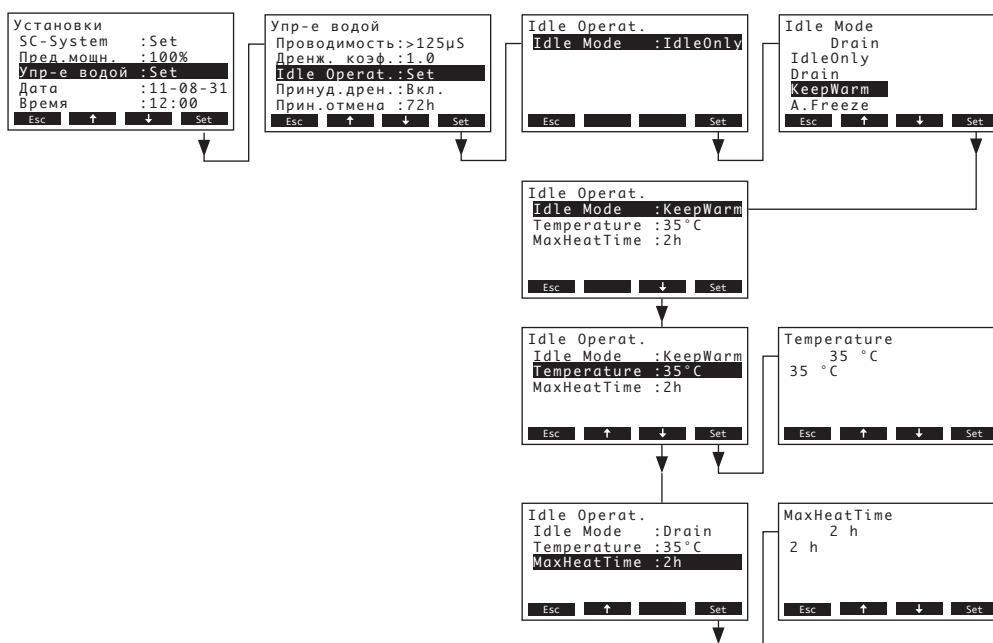 Установки
SC-System :Set
Пред.мощн. :100%
Упр-е водой :Set
Дата :11-08-31
Время :12:00
Esc ↑ ↓ Set
Упр-е водой
Проводимость:>125µS
Дренж. коэф.:1.0
Idle Operat.:Set
Принуд.дрен.:Вкл.
Прин.отмена :72h
Esc ↑ ↓ Set
Idle Operat.
Idle Mode :IdleOnly
Esc Set
Idle Mode
Drain
IdleOnly
Drain
KeepWarm
A.Freeze
Esc ↑ ↓ Set
Idle Operat.
Idle Mode :KeepWarm
Temperature :35°C
MaxHeatTime :2h
Esc ↓ Set
Idle Operat.
Idle Mode :KeepWarm
Temperature :35°C
MaxHeatTime :2h
Esc ↑ ↓ Set
Temperature
35 °C
35 °C
Esc ↑ ↓ Set
Idle Operat.
Idle Mode :Drain
Temperature :35°C
MaxHeatTime :2h
Esc ↑ Set
MaxHeatTime
2 h
2 h
Esc ↑ ↓ Set